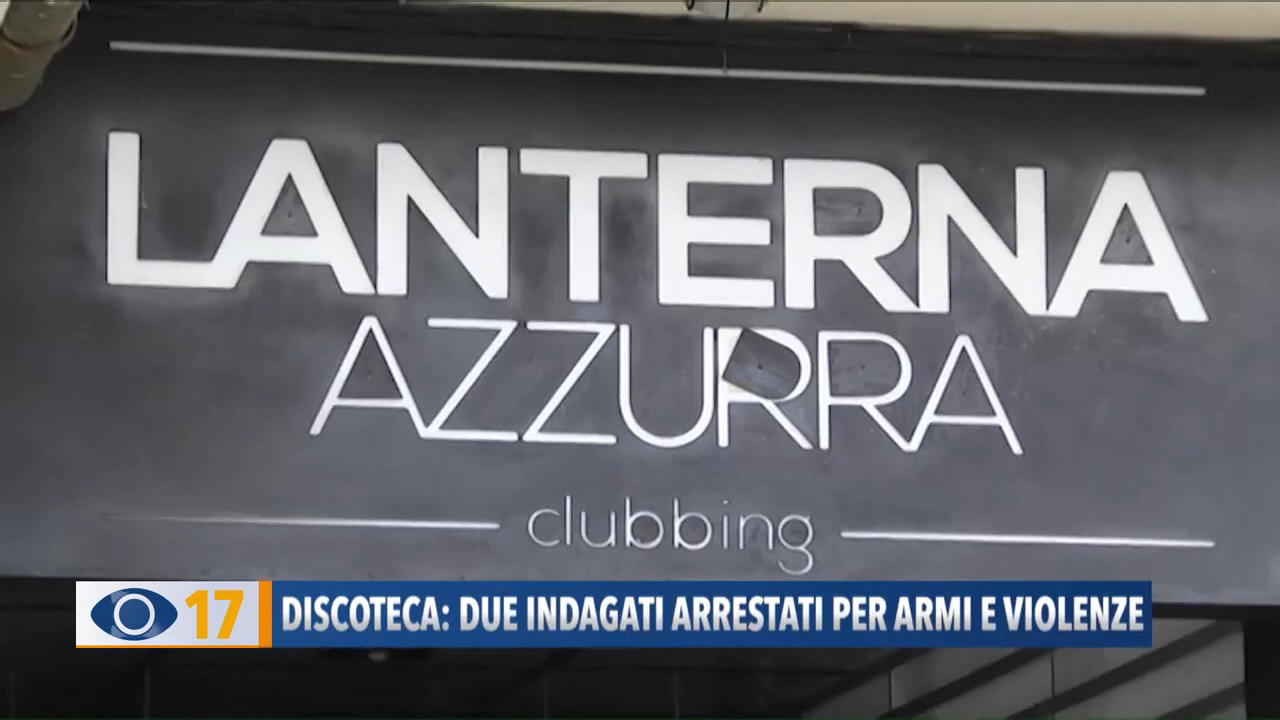 LANTERNA
AZZURRA
clubbing
17 DISCOTECA: DUE INDAGATI ARRESTATI PER ARMI E VIOLENZE